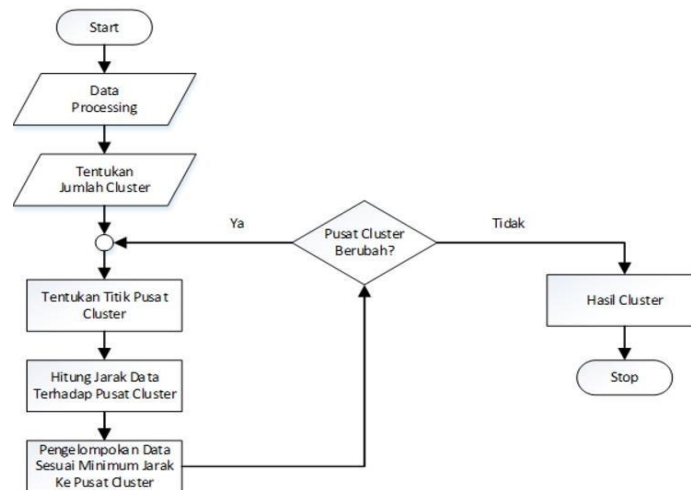 Start
Data
Processing
Tentukan
Jumlah Cluster
Ya
Pusat Cluster
Berubah?
Tidak
Tentukan Titik Pusat
Cluster
Hasil Cluster
Hitung Jarak Data
Terhadap Pusat Cluster
Stop
Pengelompokan Data
Sesuai Minimum Jarak
Ke Pusat Cluster